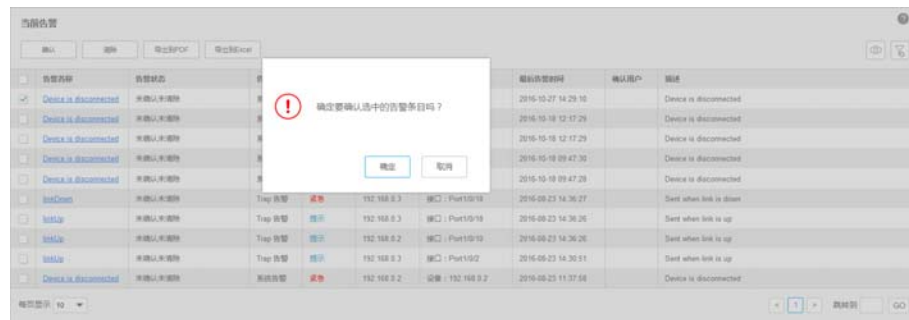 当前告警
确认 清除 导出到PDF 导出到Excel
告警名称 告警状态 最后告警时间 确认用户 描述
Device is disconnected 未确认,未清除 2016-10-27 14:29:10 Device is disconnected
Device is disconnected 未确认,未清除 2016-10-18 12:17:29 Device is disconnected
Device is disconnected 未确认,未清除 2016-10-18 12:17:29 Device is disconnected
Device is disconnected 未确认,未清除 2016-10-18 09:47:30 Device is disconnected
Device is disconnected 未确认,未清除 2016-10-18 09:47:28 Device is disconnected
确定要确认选中的告警条目吗？
确定 取消
linkDown 未确认,未清除 Trap 告警 紧急 192.168.0.3 接口：Port1/0/18 2016-08-23 14:36:27 Sent when link is down
linkUp 未确认,未清除 Trap 告警 提示 192.168.0.3 接口：Port1/0/18 2016-08-23 14:36:26 Sent when link is up
linkUp 未确认,未清除 Trap 告警 提示 192.168.0.2 接口：Port1/0/10 2016-08-23 14:36:26 Sent when link is up
linkUp 未确认,未清除 Trap 告警 提示 192.168.0.3 接口：Port1/0/2 2016-08-23 14:30:51 Sent when link is up
Device is disconnected 未确认,未清除 系统告警 紧急 192.168.0.2 设备：192.168.0.2 2016-08-23 11:37:58 Device is disconnected
每页显示 10 1 跳转到 GO